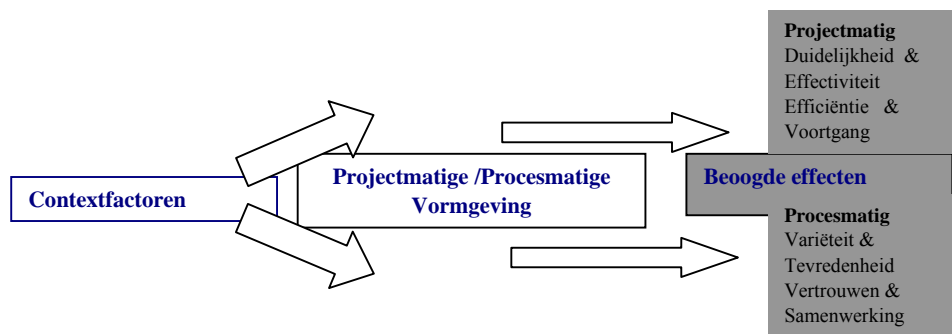 Contextfactoren
Projectmatige /Procesmatige
Vormgeving
Projectmatig
Duidelijkheid &
Effectiviteit
Efficiëntie &
Voortgang
Beoogde effecten
Procesmatig
Variëteit &
Tevredenheid
Vertrouwen &
Samenwerking